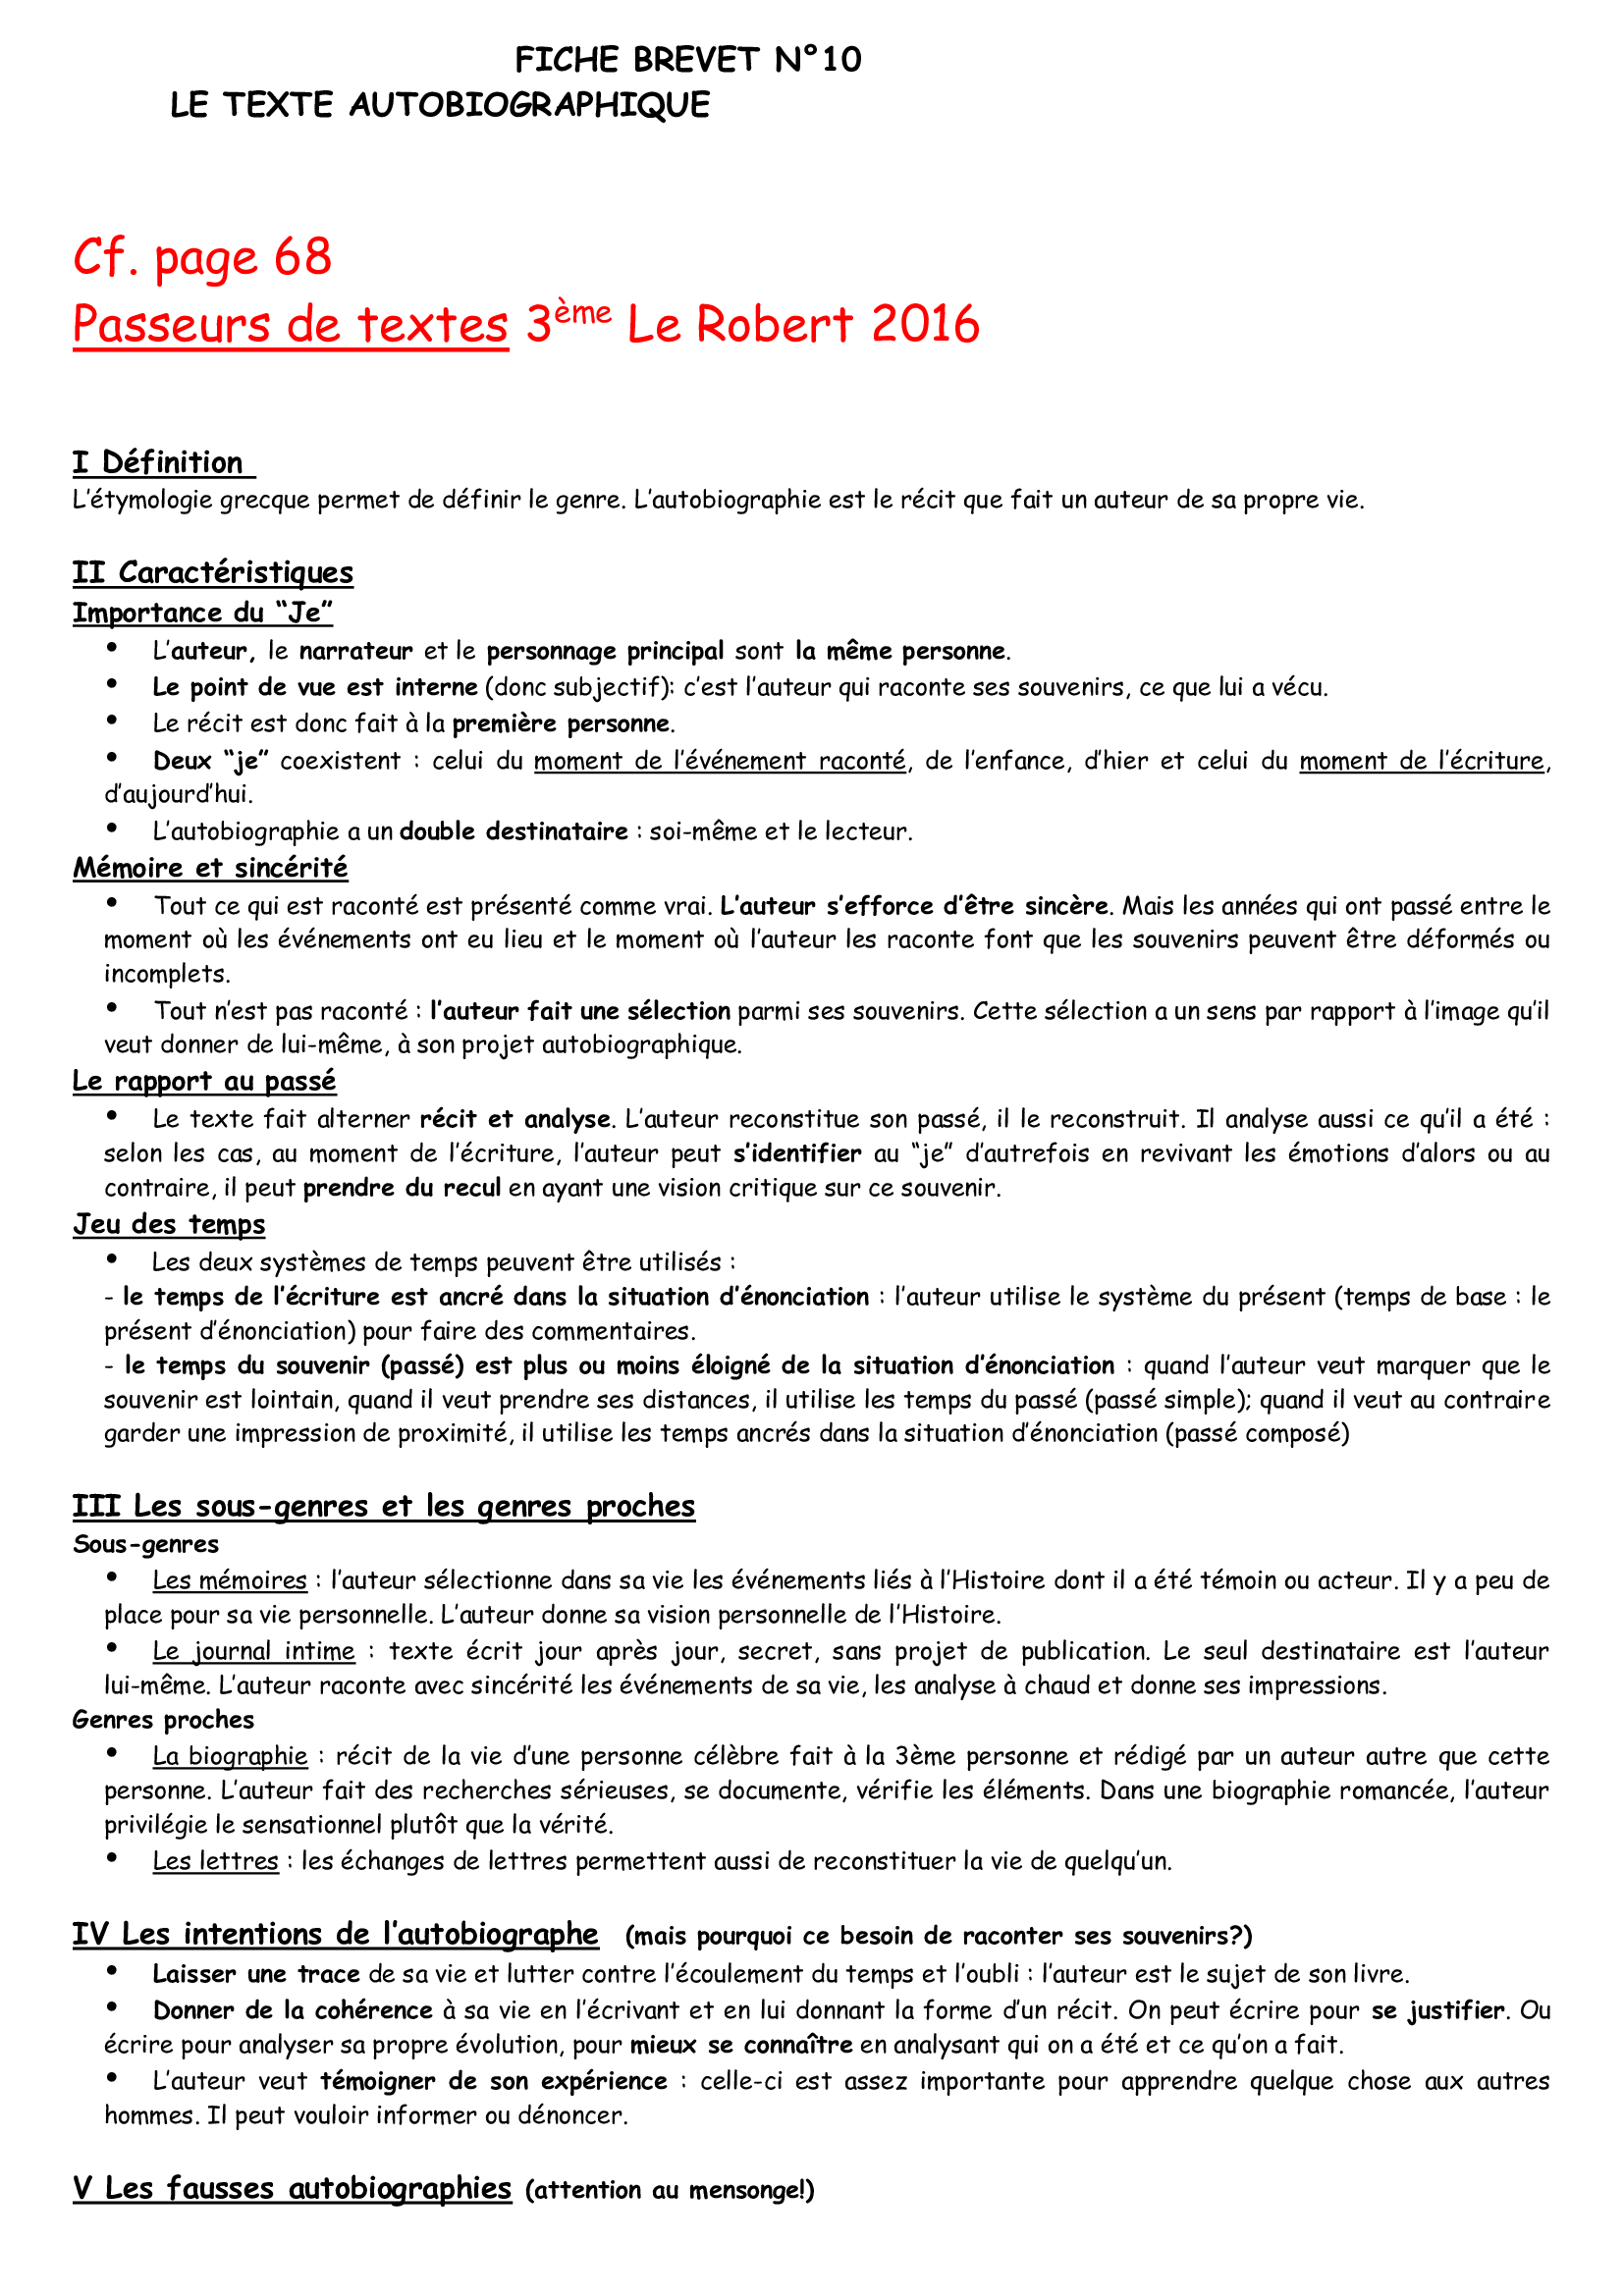 FICHE BREVET N°10
LE TEXTE AUTOBIOGRAPHIQUE
Cf. page 68
Passeurs de textes 3ème Le Robert 2016
I Définition
L'étymologie grecque permet de définir le genre. L'autobiographie est le récit que fait un auteur de sa propre vie.
II Caractéristiques
Importance du "Je"
• L'auteur, le narrateur et le personnage principal sont la même personne.
• Le point de vue est interne (donc subjectif): c'est l'auteur qui raconte ses souvenirs, ce que lui a vécu.
• Le récit est donc fait à la première personne.
• Deux "je" coexistent : celui du moment de l'événement raconté, de l'enfance, d'hier et celui du moment de l'écriture,
d'aujourd'hui.
• L'autobiographie a un double destinataire : soi-même et le lecteur.
Mémoire et sincérité
• Tout ce qui est raconté est présenté comme vrai. L'auteur s'efforce d'être sincère. Mais les années qui ont passé entre le
moment où les événements ont eu lieu et le moment où l'auteur les raconte font que les souvenirs peuvent être déformés ou
incomplets.
• Tout n'est pas raconté : l'auteur fait une sélection parmi ses souvenirs. Cette sélection a un sens par rapport à l'image qu'il
veut donner de lui-même, à son projet autobiographique.
Le rapport au passé
• Le texte fait alterner récit et analyse. L'auteur reconstitue son passé, il le reconstruit. Il analyse aussi ce qu'il a été :
selon les cas, au moment de l'écriture, l'auteur peut s'identifier au "je" d'autrefois en revivant les émotions d'alors ou au
contraire, il peut prendre du recul en ayant une vision critique sur ce souvenir.
Jeu des temps
• Les deux systèmes de temps peuvent être utilisés :
- le temps de l'écriture est ancré dans la situation d'énonciation : l'auteur utilise le système du présent (temps de base : le
présent d'énonciation) pour faire des commentaires.
- le temps du souvenir (passé) est plus ou moins éloigné de la situation d'énonciation : quand l'auteur veut marquer que le
souvenir est lointain, quand il veut prendre ses distances, il utilise les temps du passé (passé simple); quand il veut au contraire
garder une impression de proximité, il utilise les temps ancrés dans la situation d'énonciation (passé composé)
III Les sous-genres et les genres proches
Sous-genres
• Les mémoires : l'auteur sélectionne dans sa vie les événements liés à l'Histoire dont il a été témoin ou acteur. Il y a peu de
place pour sa vie personnelle. L'auteur donne sa vision personnelle de l'Histoire.
• Le journal intime : texte écrit jour après jour, secret, sans projet de publication. Le seul destinataire est l'auteur
lui-même. L'auteur raconte avec sincérité les événements de sa vie, les analyse à chaud et donne ses impressions.
Genres proches
• La biographie : récit de la vie d'une personne célèbre fait à la 3ème personne et rédigé par un auteur autre que cette
personne. L'auteur fait des recherches sérieuses, se documente, vérifie les éléments. Dans une biographie romancée, l'auteur
privilégie le sensationnel plutôt que la vérité.
• Les lettres : les échanges de lettres permettent aussi de reconstituer la vie de quelqu'un.
IV Les intentions de l'autobiographe (mais pourquoi ce besoin de raconter ses souvenirs?)
• Laisser une trace de sa vie et lutter contre l'écoulement du temps et l'oubli : l'auteur est le sujet de son livre.
• Donner de la cohérence à sa vie en l'écrivant et en lui donnant la forme d'un récit. On peut écrire pour se justifier. Ou
écrire pour analyser sa propre évolution, pour mieux se connaître en analysant qui on a été et ce qu'on a fait.
• L'auteur veut témoigner de son expérience : celle-ci est assez importante pour apprendre quelque chose aux autres
hommes. Il peut vouloir informer ou dénoncer.
V Les fausses autobiographies (attention au mensonge!)